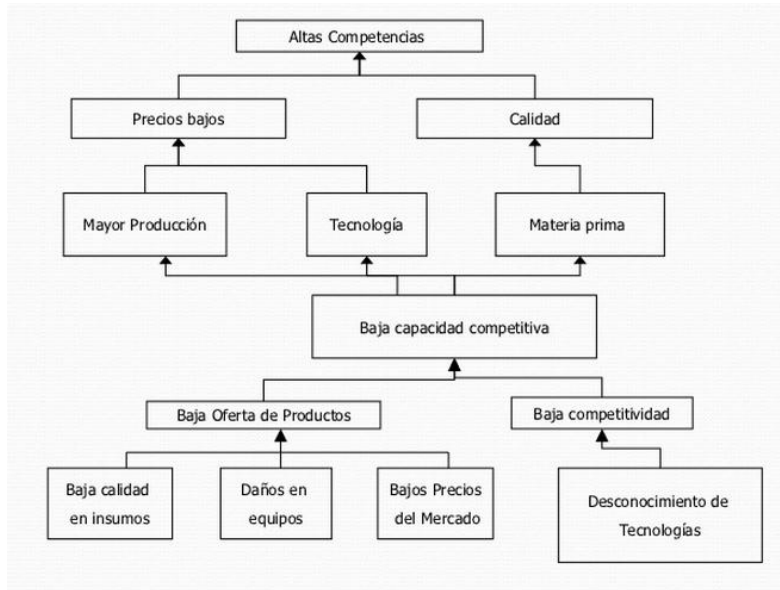 Altas Competencias
Precios bajos
Calidad
Mayor Producción
Tecnología
Materia prima
Baja capacidad competitiva
Baja Oferta de Productos
Baja competitividad
Baja calidad
en insumos
Daños en
equipos
Bajos Precios
del Mercado
Desconocimiento de
Tecnologías